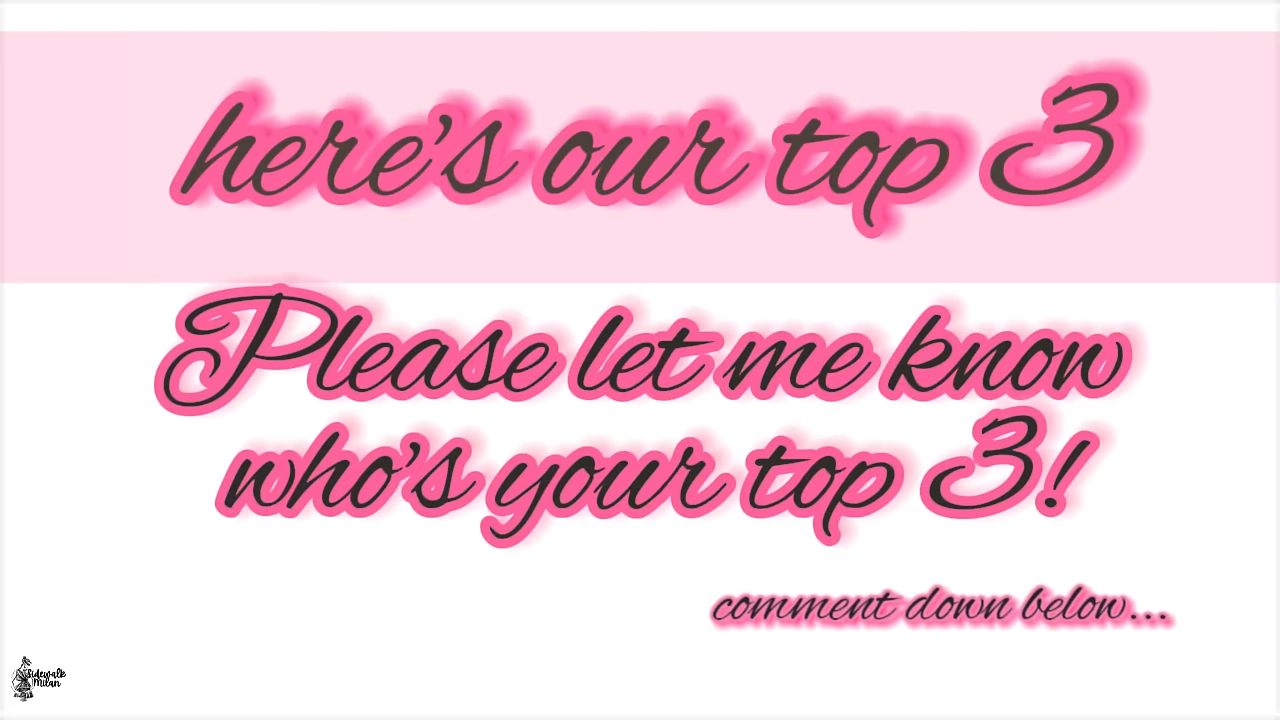 here's our top 3
Please let me know
who's your top 3!
comment down below...
Sidewalk
Milan